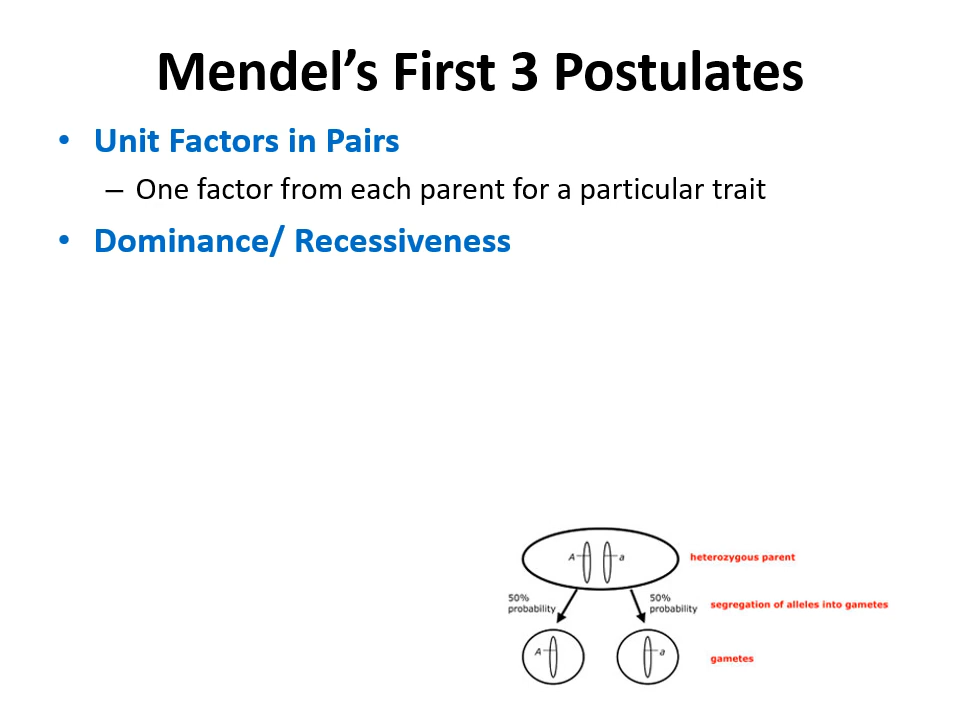 Mendel’s First 3 Postulates
• Unit Factors in Pairs
– One factor from each parent for a particular trait
• Dominance/ Recessiveness
A a
heterozygous parent
50% probability
50% probability
segregation of alleles into gametes
A
a
gametes